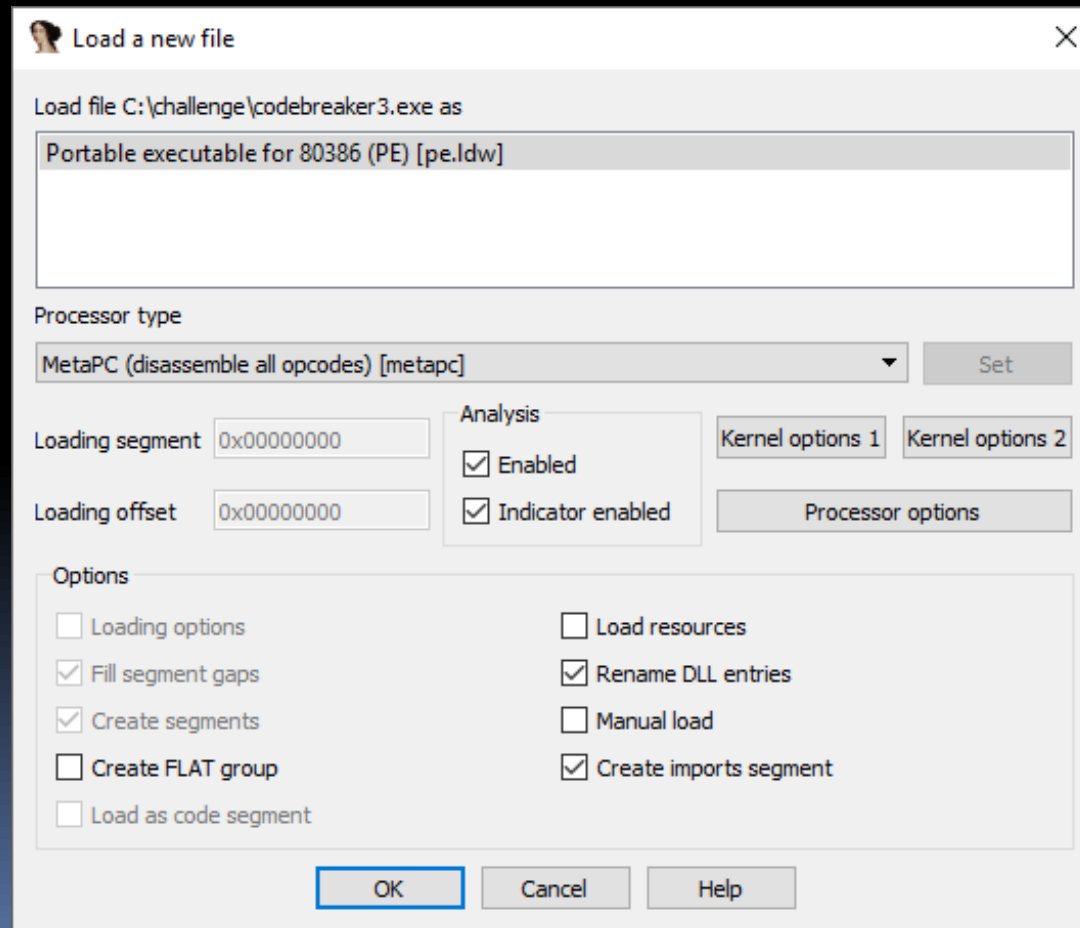 Load a new file
Load file C:\challenge\codebreaker3.exe as
Portable executable for 80386 (PE) [pe.ldw]
Processor type
MetaPC (disassemble all opcodes) [metapc]
Set
Loading segment 0x00000000
Loading offset 0x00000000
Analysis
Enabled
Indicator enabled
Kernel options 1 Kernel options 2
Processor options
Options
Loading options
Fill segment gaps
Create segments
Create FLAT group
Load as code segment
Load resources
Rename DLL entries
Manual load
Create imports segment
OK Cancel Help